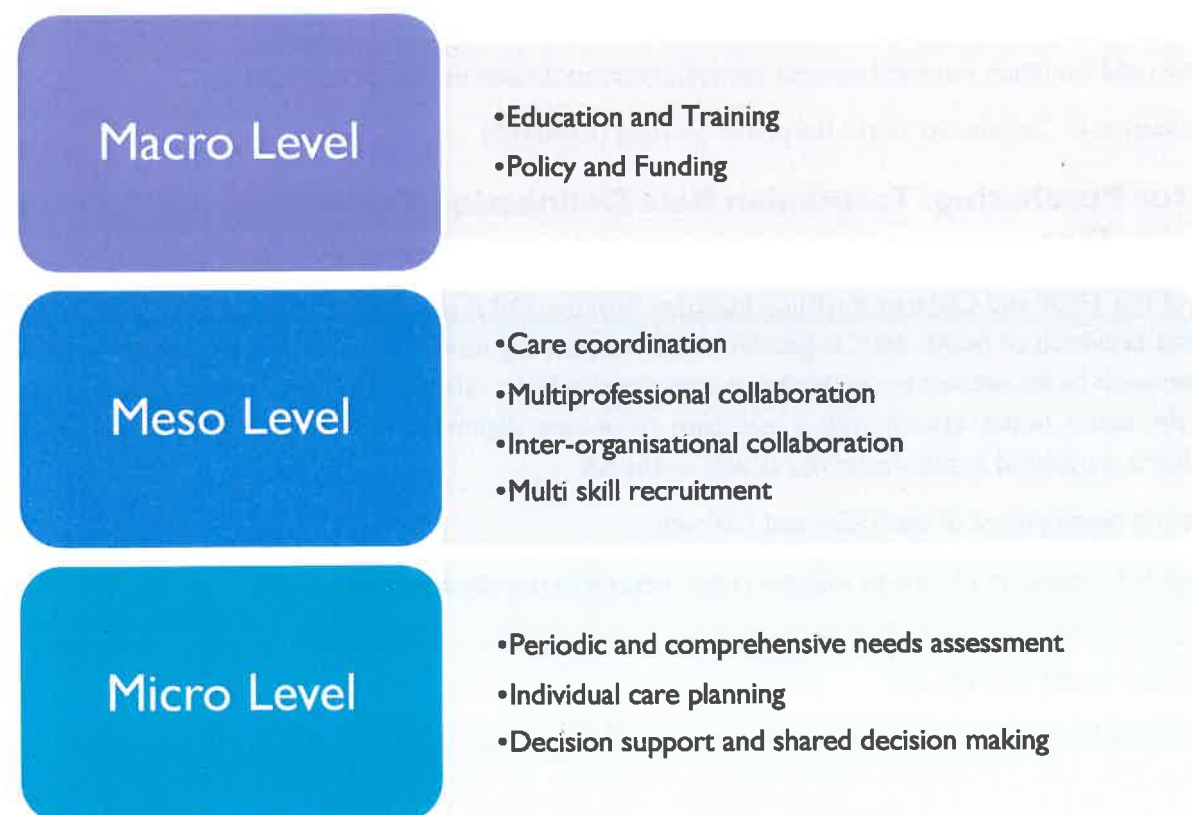 Macro Level
•Education and Training
•Policy and Funding
Meso Level
•Care coordination
•Multiprofessional collaboration
•Inter-organisational collaboration
•Multi skill recruitment
Micro Level
•Periodic and comprehensive needs assessment
•Individual care planning
•Decision support and shared decision making